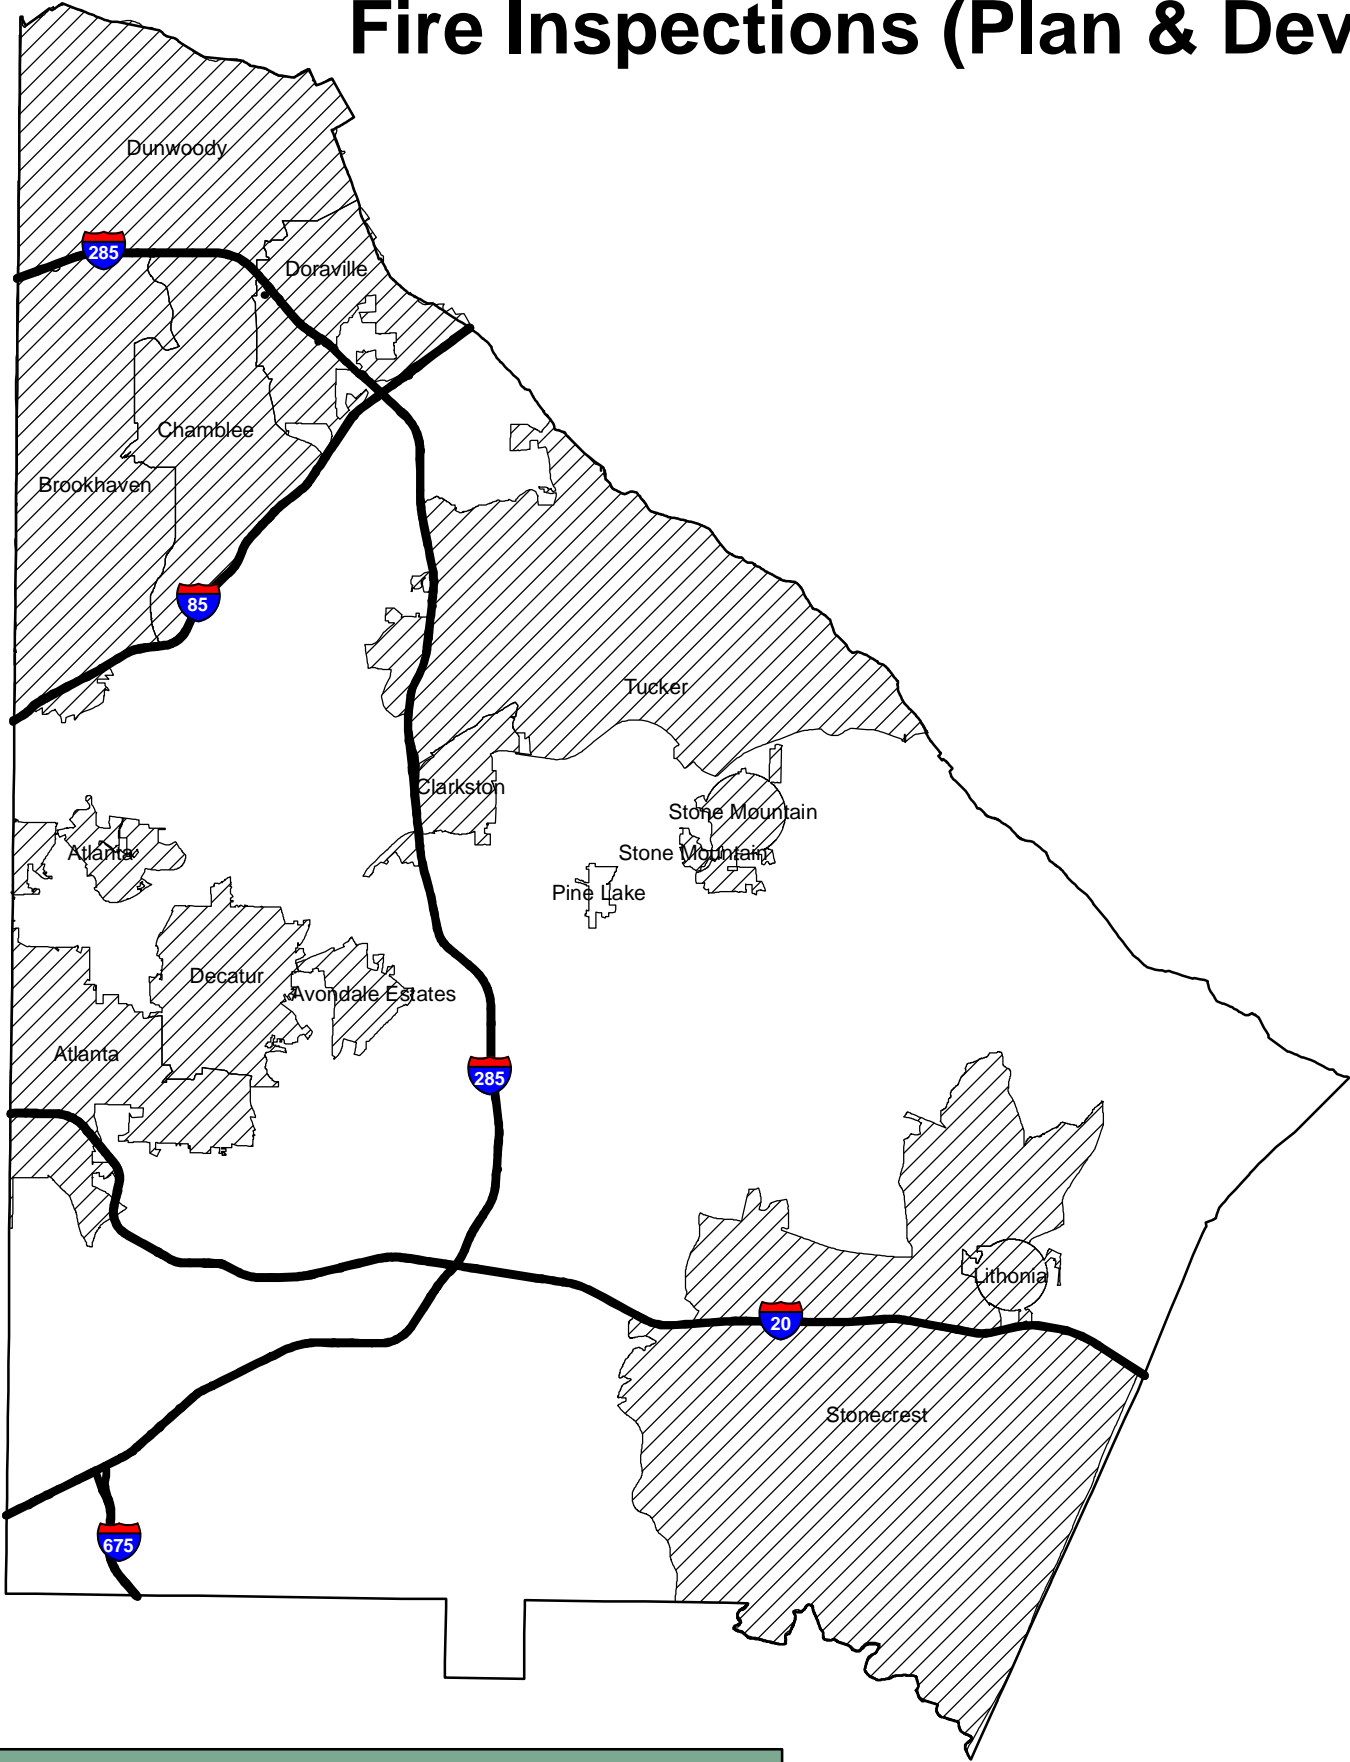 Fire Inspections (Plan & Dev
Dunwoody
285
Doraville
Chamblee
Brookhaven
85
Tucker
Clarkston
Stone Mountain
Atlanta
Stone Mountain
Pine Lake
Decatur
Avondale Estates
Atlanta
285
Lithonia
20
Stonecrest
675